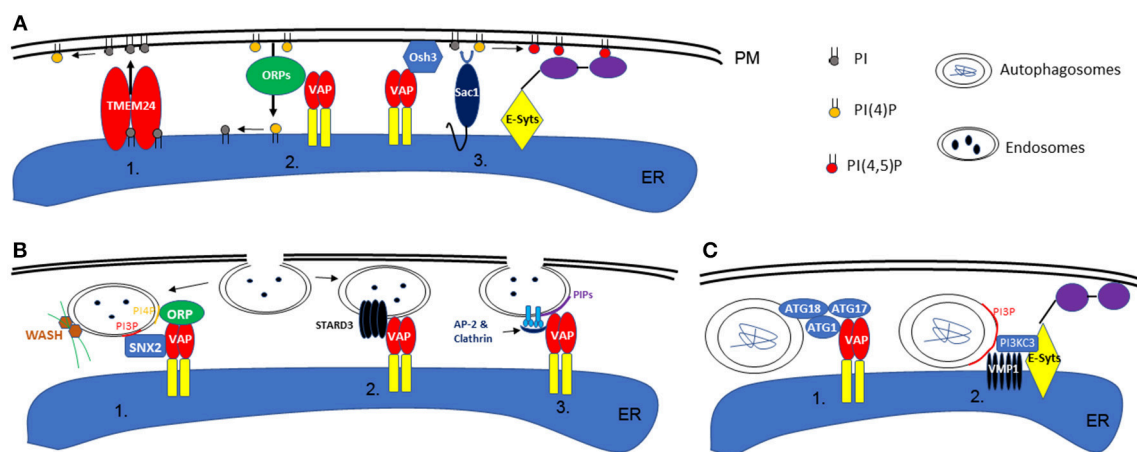 A
PM
Osh3
ORPs
TMEM24
VAP
VAP
Sac1
E-Syts
1.
2.
3.
ER
PI
PI(4)P
PI(4,5)P
Autophagosomes
Endosomes
B
PI4P
ORP
PI3P
WASH
SNX2
VAP
STARD3
VAP
PIPs
AP-2 &
Clathrin
VAP
1.
2.
3.
ER
C
ATG18
ATG17
ATG1
VAP
PI3P
PI3KC3
E-Syts
VMP1
1.
2.
ER